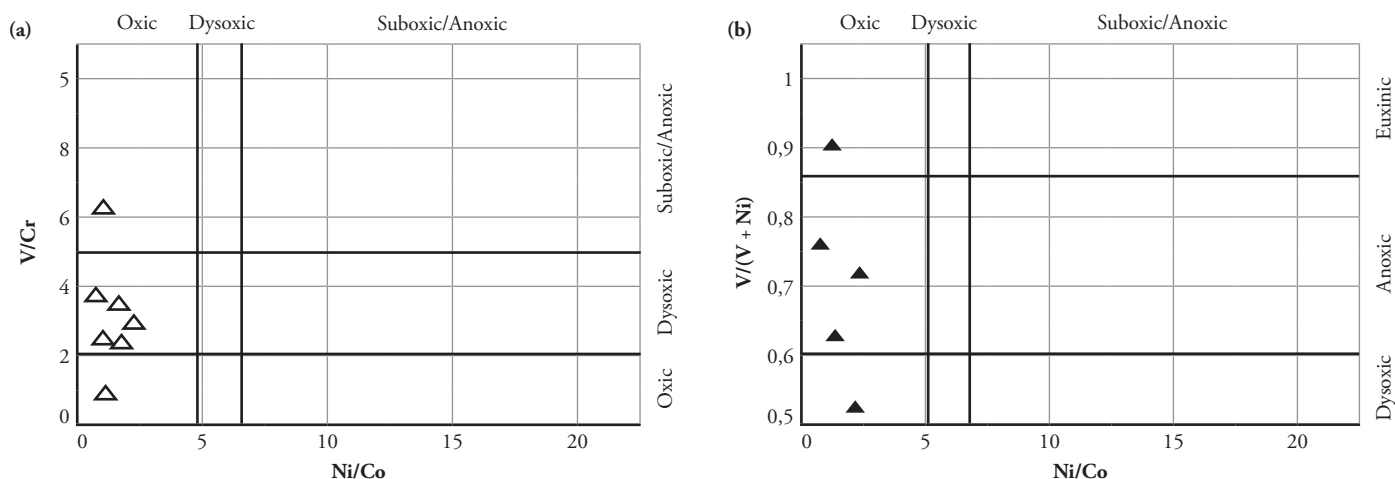 (a)
Oxic Dysoxic Suboxic/Anoxic
5
8
6
4
2
0
V/Cr
Suboxic/Anoxic
Dysoxic
Oxic
0 5 10 15 20
Ni/Co
(b)
Oxic Dysoxic Suboxic/Anoxic
1
0,9
0,8
0,7
0,6
0,5
V/(V + Ni)
Euxinic
Anoxic
Dysoxic
0 5 10 15 20
Ni/Co